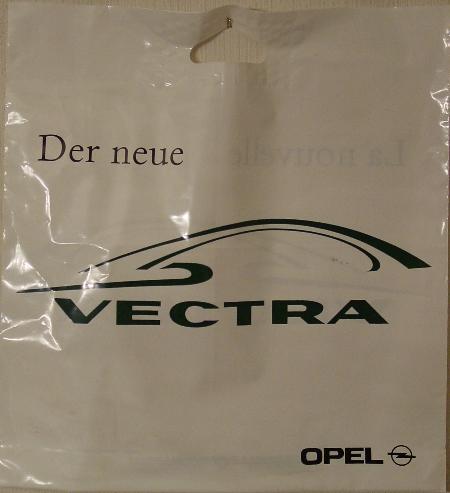 Der neue
La nouvelle
VECTRA
OPEL